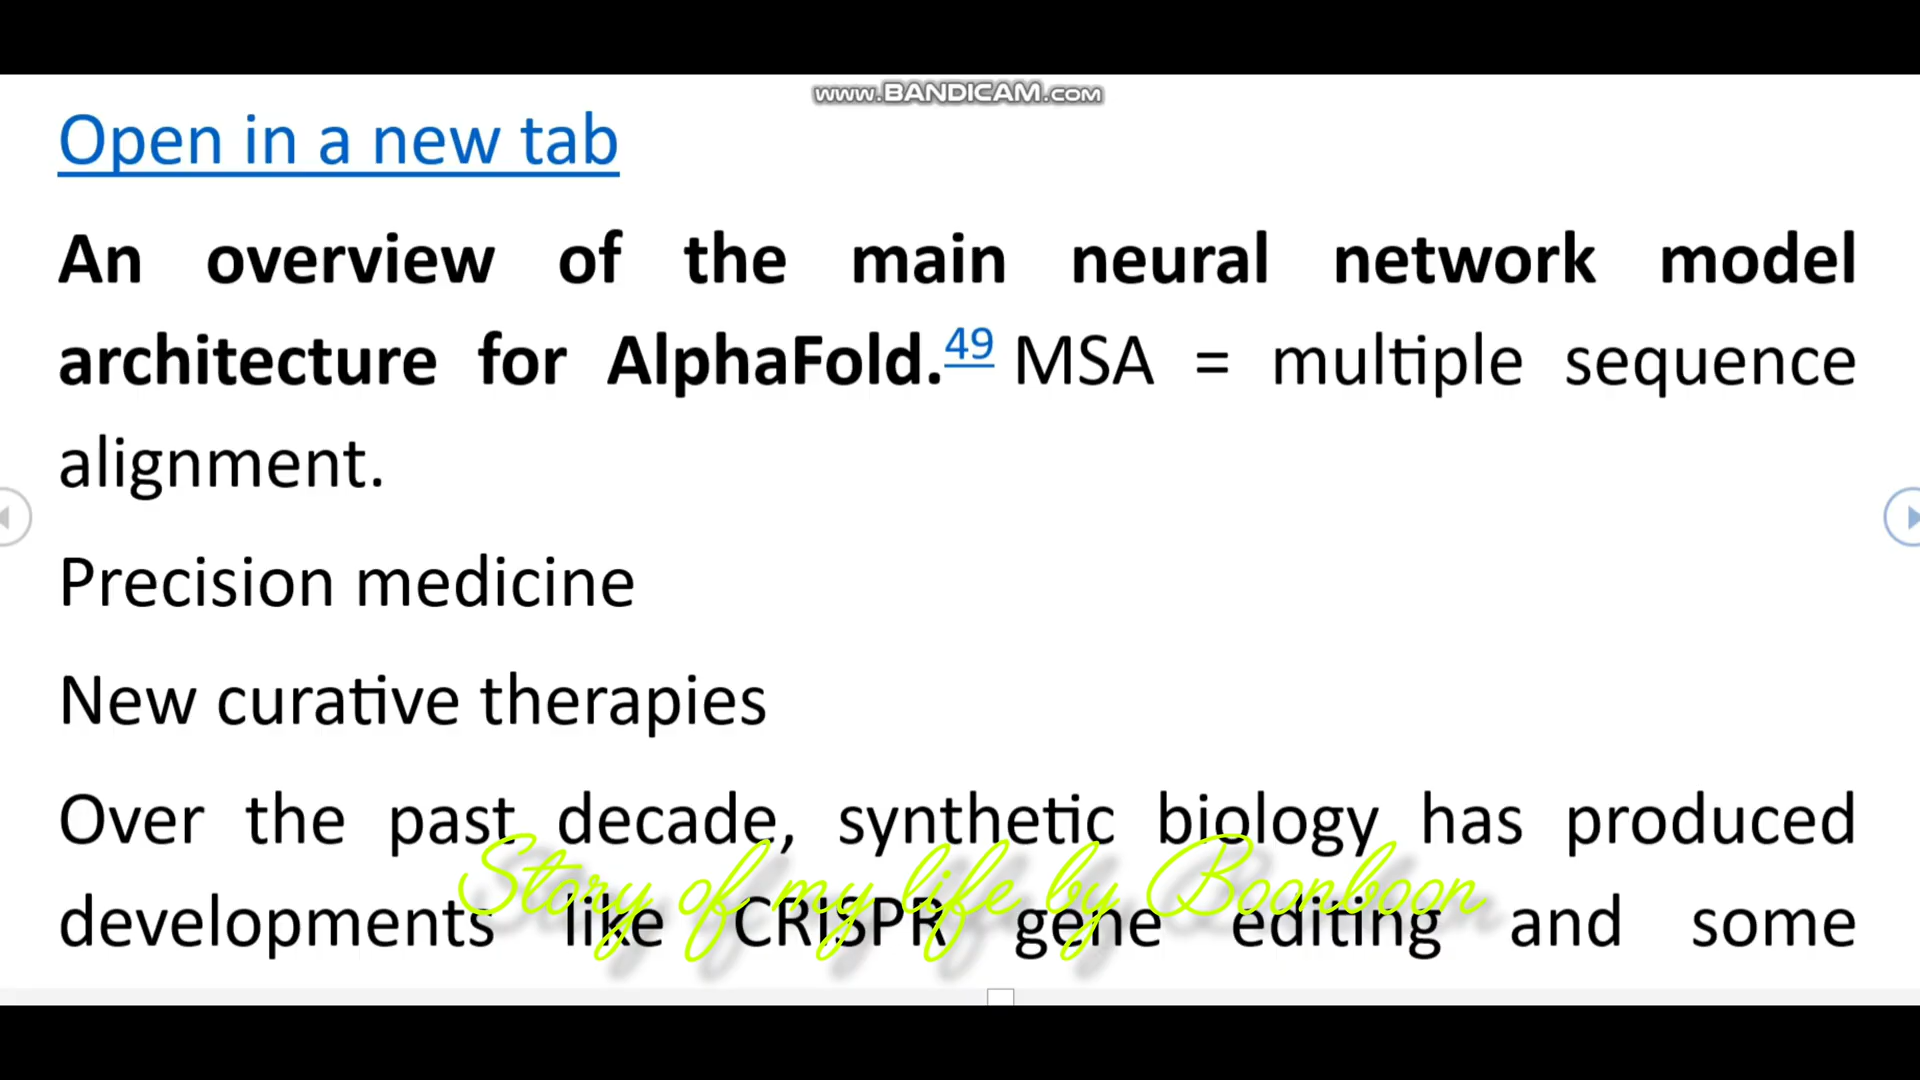 www.BANDICAM.com
Open in a new tab
An overview of the main neural network model
architecture for AlphaFold.49 MSA = multiple sequence
alignment.
Precision medicine
New curative therapies
Over the past decade, synthetic biology has produced
Story of my life by Boonboon
developments like CRISPR gene editing and some